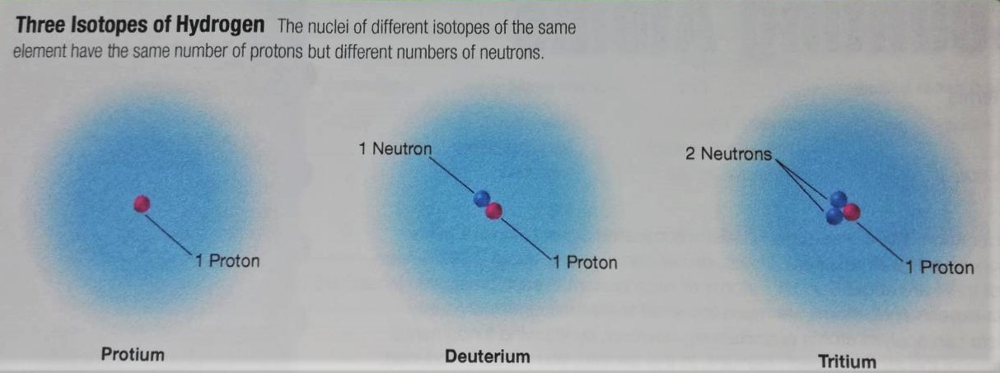 Three Isotopes of Hydrogen The nuclei of different isotopes of the same
element have the same number of protons but different numbers of neutrons.
1 Neutron
2 Neutrons
1 Proton
1 Proton
1 Proton
Protium
Deuterium
Tritium